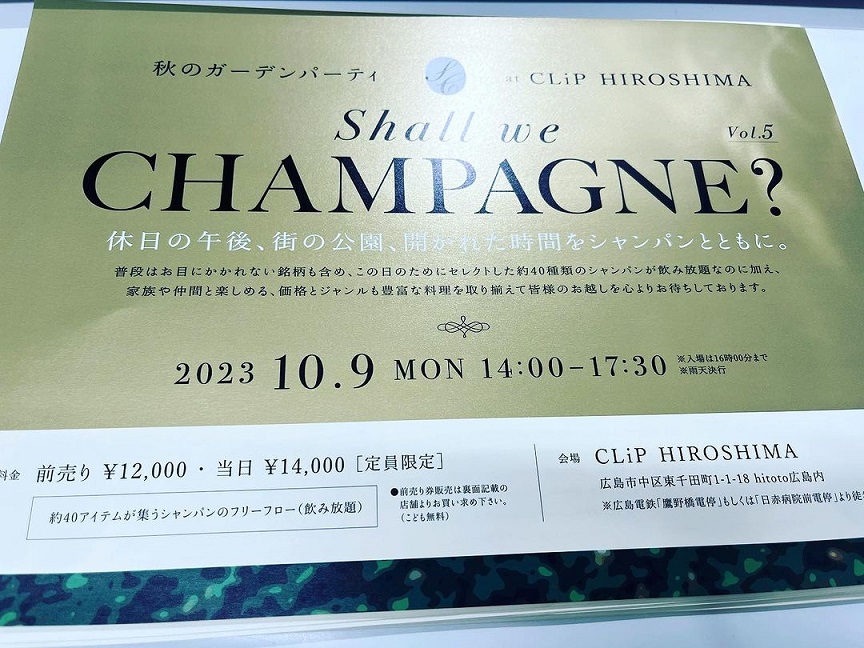 秋のガーデンパーティ SC at CLiP HIROSHIMA
Shall we
Vol.5
CHAMPAGNE?
休日の午後、街の公園、開かれた時間をシャンパンとともに。
普段はお目にかかれない銘柄も含め、この日のためにセレクトした約40種類のシャンパンが飲み放題なのに加え、
家族や仲間と楽しめる、価格とジャンルも豊富な料理を取り揃えて皆様のお越しを心よりお待ちしております。
2023 10.9 MON 14:00-17:30
※入場は16時00分まで
※雨天決行
料金 前売り ¥12,000・当日 ¥14,000 [定員限定]
約40アイテムが集うシャンパンのフリーフロー(飲み放題)
●前売り券販売は裏面記載の
店舗よりお買い求め下さい。
(こども無料)
会場 CLiP HIROSHIMA
広島市中区東千田町1-1-18 hitoto広島内
※広島電鉄「鷹野橋電停」もしくは「日赤病院前電停」より徒